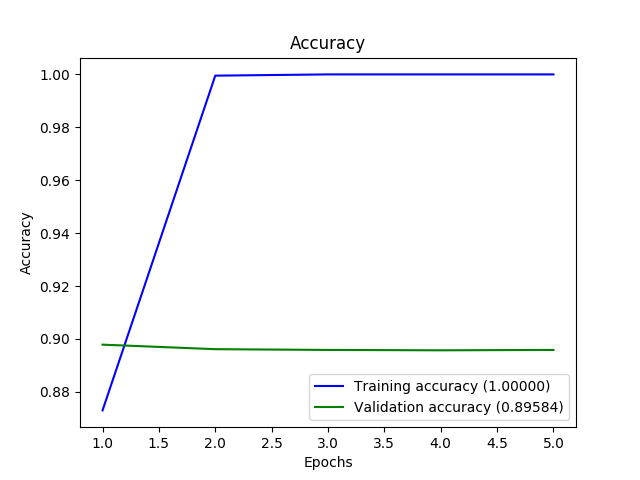 Accuracy
1.00
0.98
0.96
0.94
0.92
0.90
0.88
Accuracy
Training accuracy (1.00000)
Validation accuracy (0.89584)
1.0 1.5 2.0 2.5 3.0 3.5 4.0 4.5 5.0
Epochs